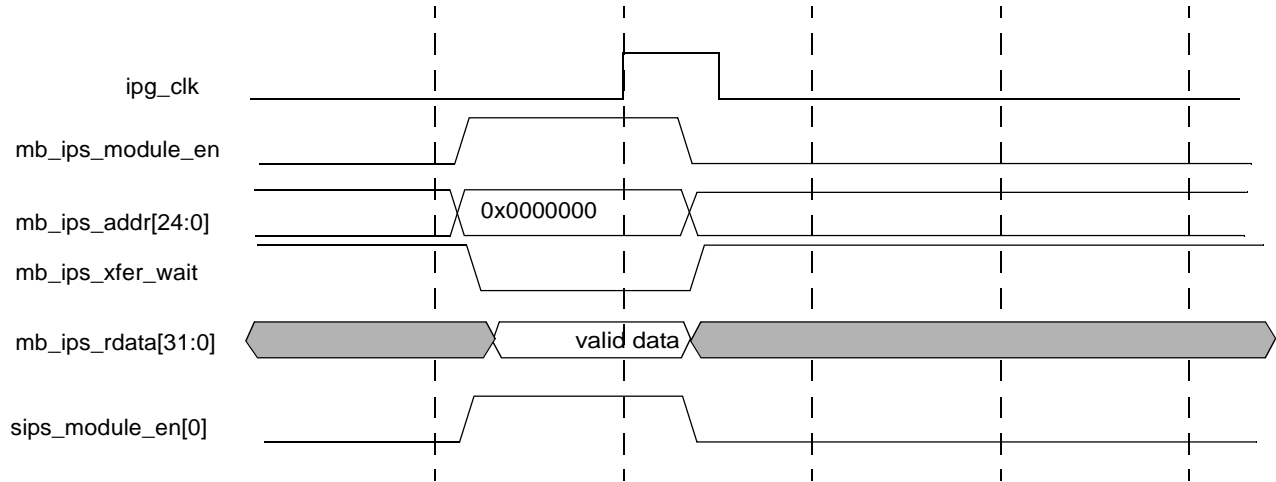 ipg_clk
mb_ips_module_en
mb_ips_addr[24:0]
0x0000000
mb_ips_xfer_wait
mb_ips_rdata[31:0]
valid data
sips_module_en[0]